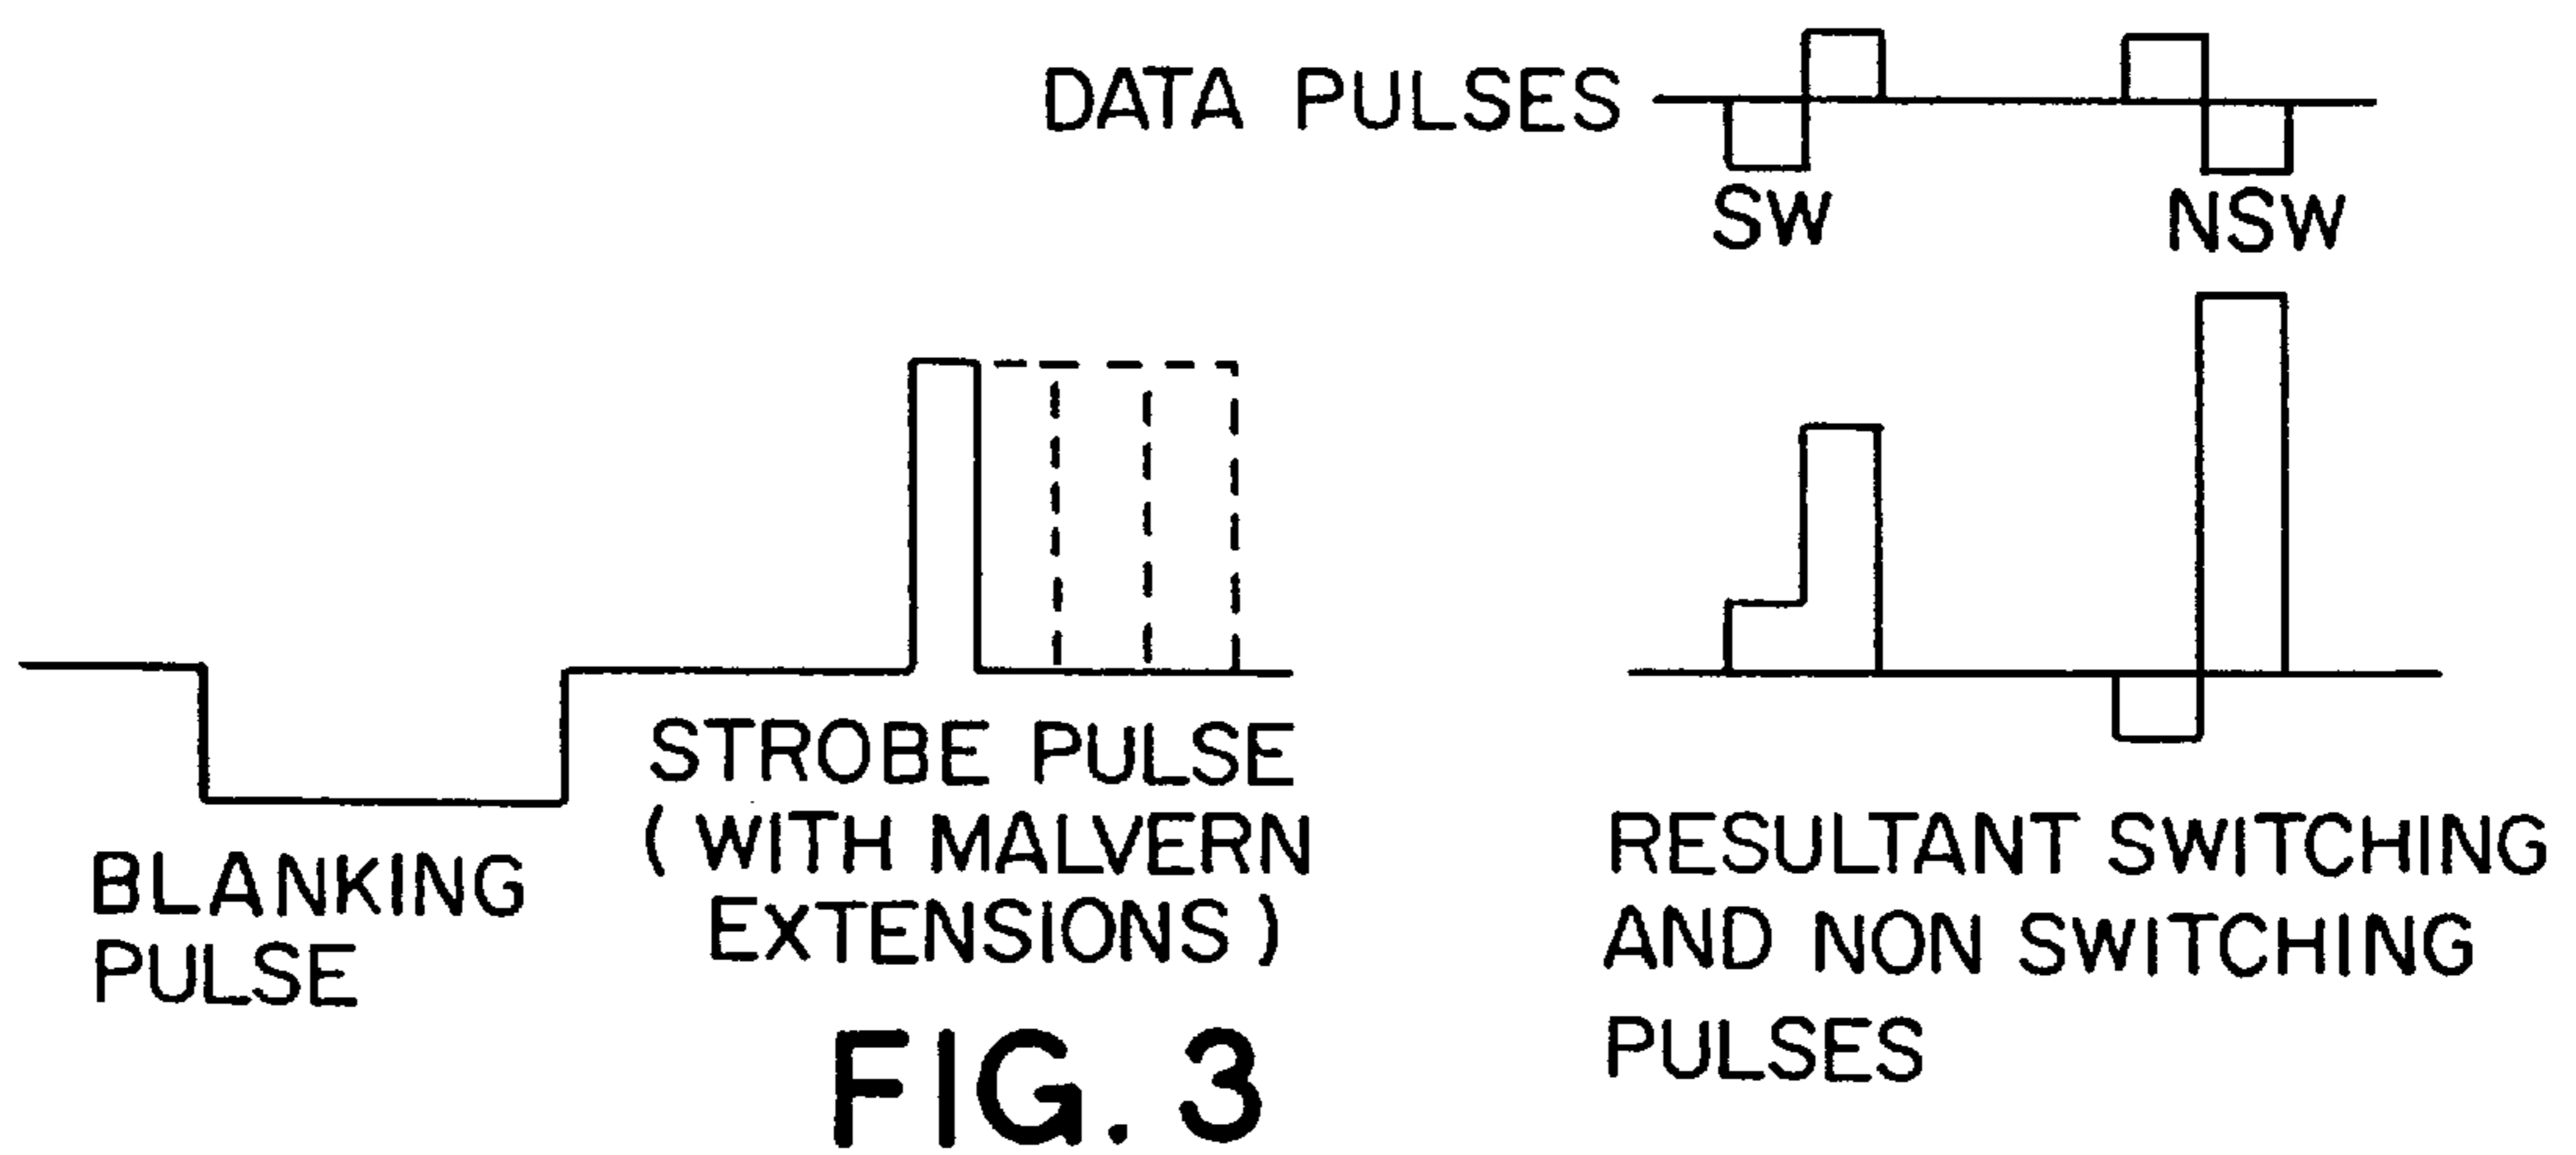 DATA PULSES
SW
NSW
BLANKING
PULSE
STROBE PULSE
( WITH MALVERN
EXTENSIONS )
RESULTANT SWITCHING
AND NON SWITCHING
PULSES
FIG. 3